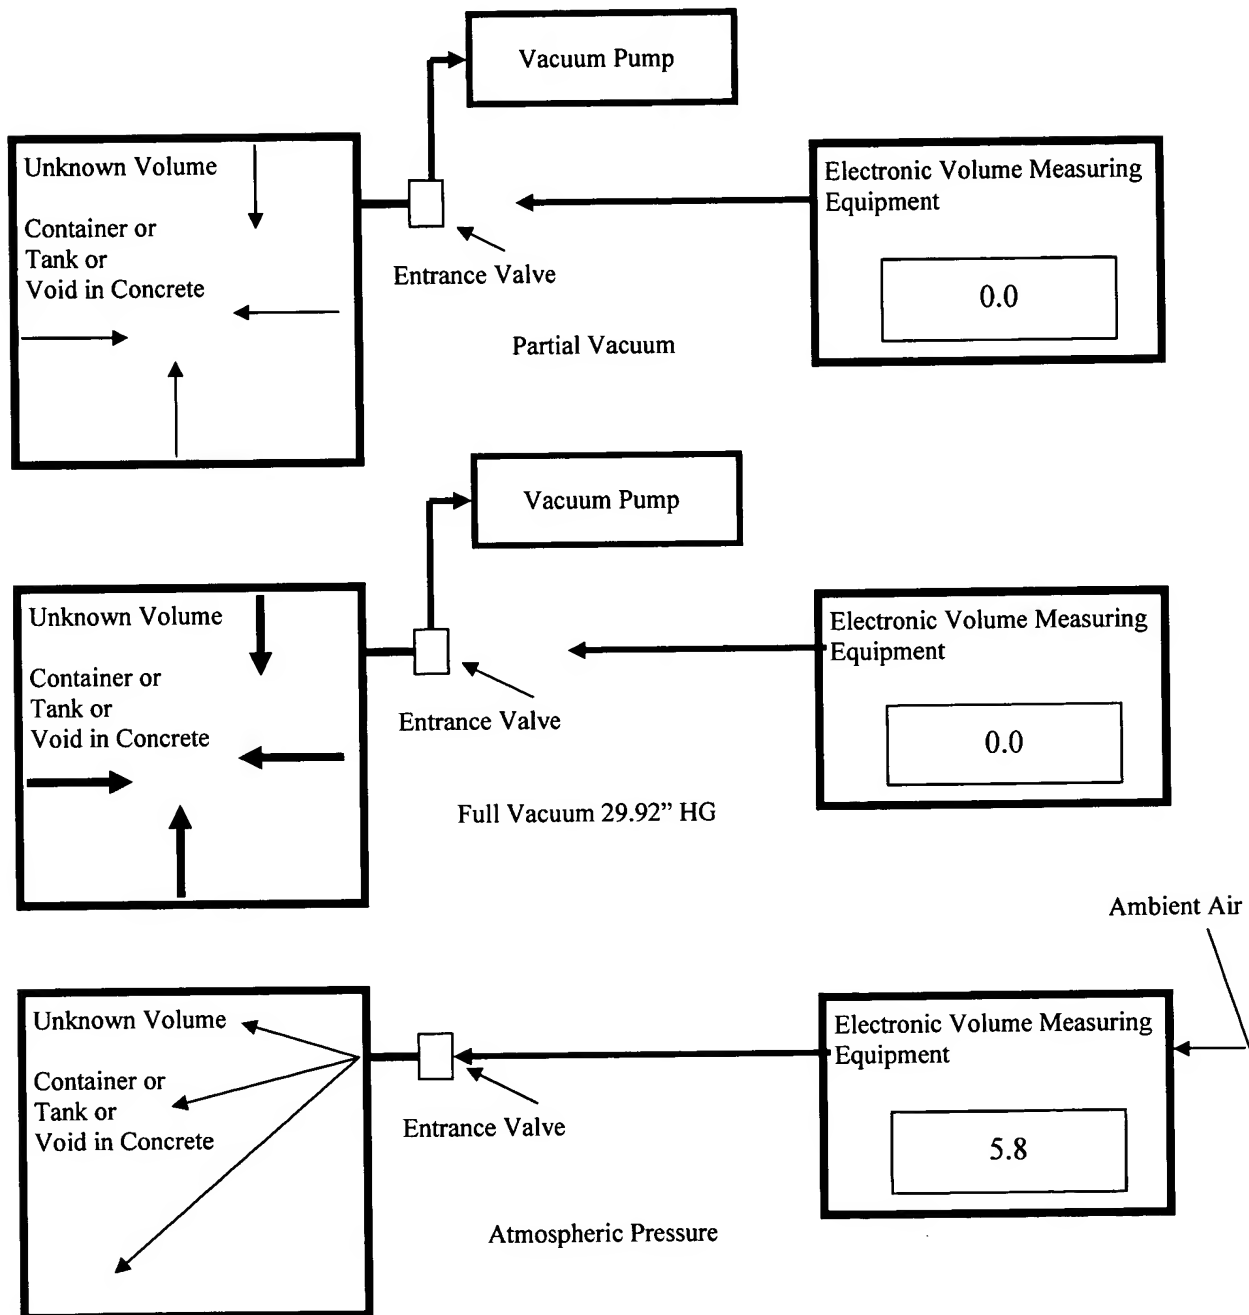 Vacuum Pump
Unknown Volume
Container or
Tank or
Void in Concrete
Entrance Valve
Electronic Volume Measuring
Equipment
0.0
Partial Vacuum
Vacuum Pump
Unknown Volume
Container or
Tank or
Void in Concrete
Entrance Valve
Electronic Volume Measuring
Equipment
0.0
Full Vacuum 29.92” HG
Ambient Air
Unknown Volume
Container or
Tank or
Void in Concrete
Entrance Valve
Electronic Volume Measuring
Equipment
5.8
Atmospheric Pressure